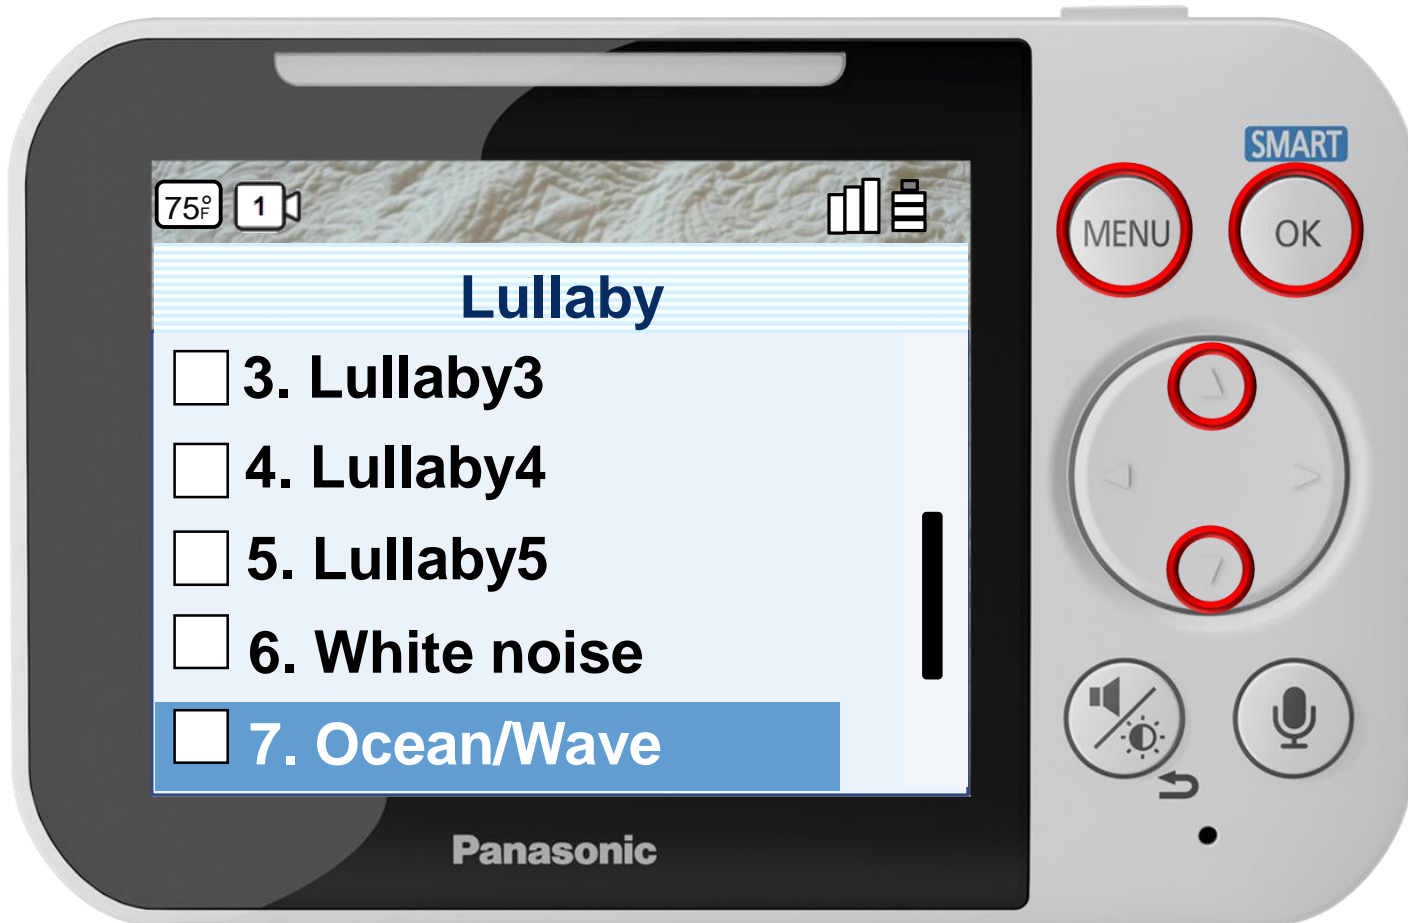 SMART
MENU
OK
75°F
1
Lullaby
3. Lullaby3
4. Lullaby4
5. Lullaby5
6. White noise
7. Ocean/Wave
Panasonic